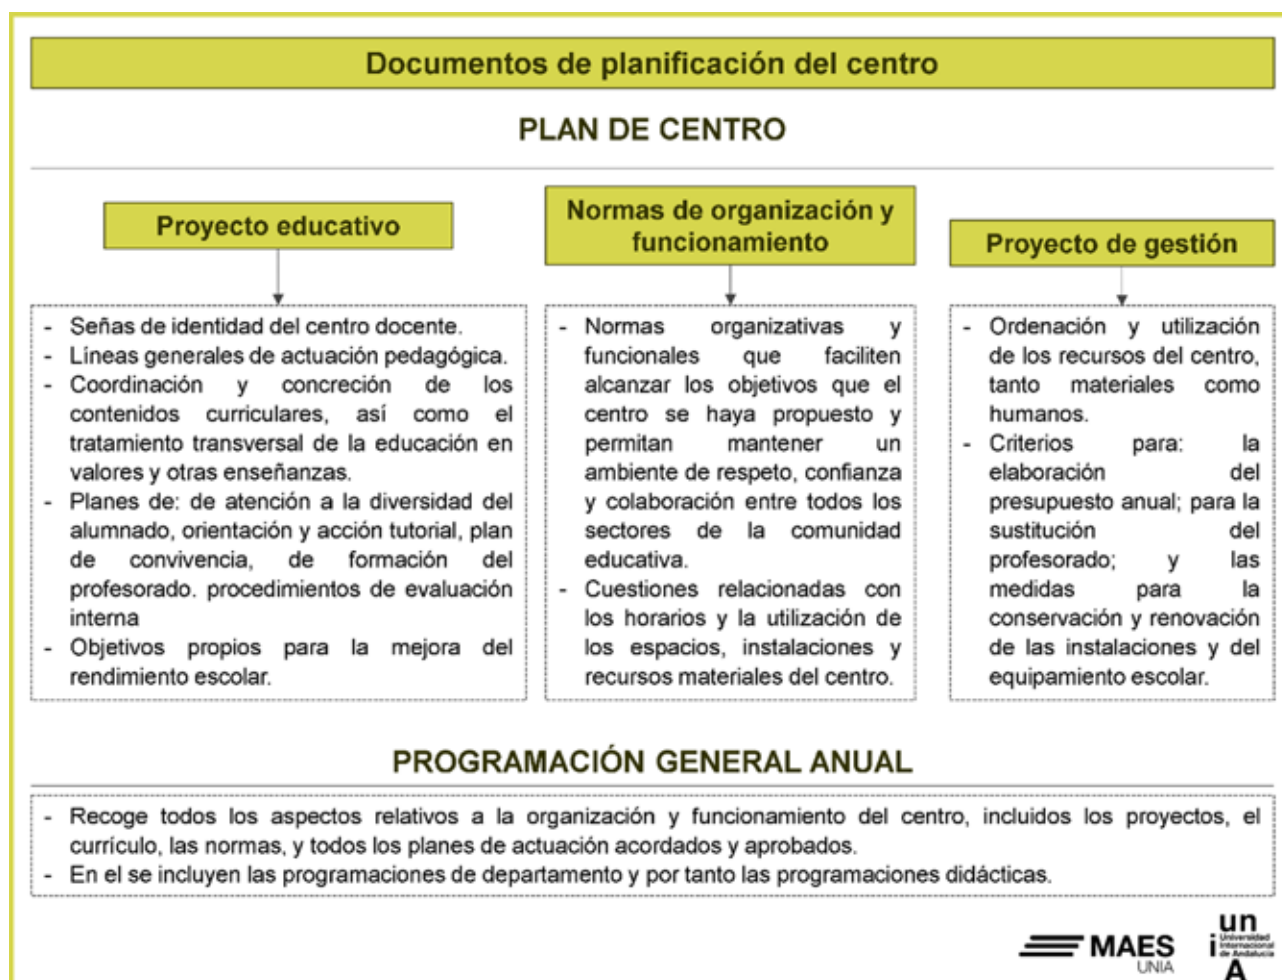 Documentos de planificación del centro
PLAN DE CENTRO
Proyecto educativo
- Señas de identidad del centro docente.
- Líneas generales de actuación pedagógica.
- Coordinación y concreción de los
contenidos curriculares, así como el
tratamiento transversal de la educación en
valores y otras enseñanzas.
- Planes de: de atención a la diversidad del
alumnado, orientación y acción tutorial, plan
de convivencia, de formación del
profesorado. procedimientos de evaluación
interna
- Objetivos propios para la mejora del
rendimiento escolar.
Normas de organización y
funcionamiento
- Normas organizativas y
funcionales que faciliten
alcanzar los objetivos que el
centro se haya propuesto y
permitan mantener un
ambiente de respeto, confianza
y colaboración entre todos los
sectores de la comunidad
educativa.
- Cuestiones relacionadas con
los horarios y la utilización de
los espacios, instalaciones y
recursos materiales del centro.
Proyecto de gestión
- Ordenación y utilización
de los recursos del centro,
tanto materiales como
humanos.
- Criterios para: la
elaboración del
presupuesto anual; para la
sustitución del
profesorado; y las
medidas para la
conservación y renovación
de las instalaciones y del
equipamiento escolar.
PROGRAMACIÓN GENERAL ANUAL
- Recoge todos los aspectos relativos a la organización y funcionamiento del centro, incluidos los proyectos, el
currículo, las normas, y todos los planes de actuación acordados y aprobados.
- En el se incluyen las programaciones de departamento y por tanto las programaciones didácticas.
MAES
UNIA
un
i
Universidad
Internacional
de Andalucía
A